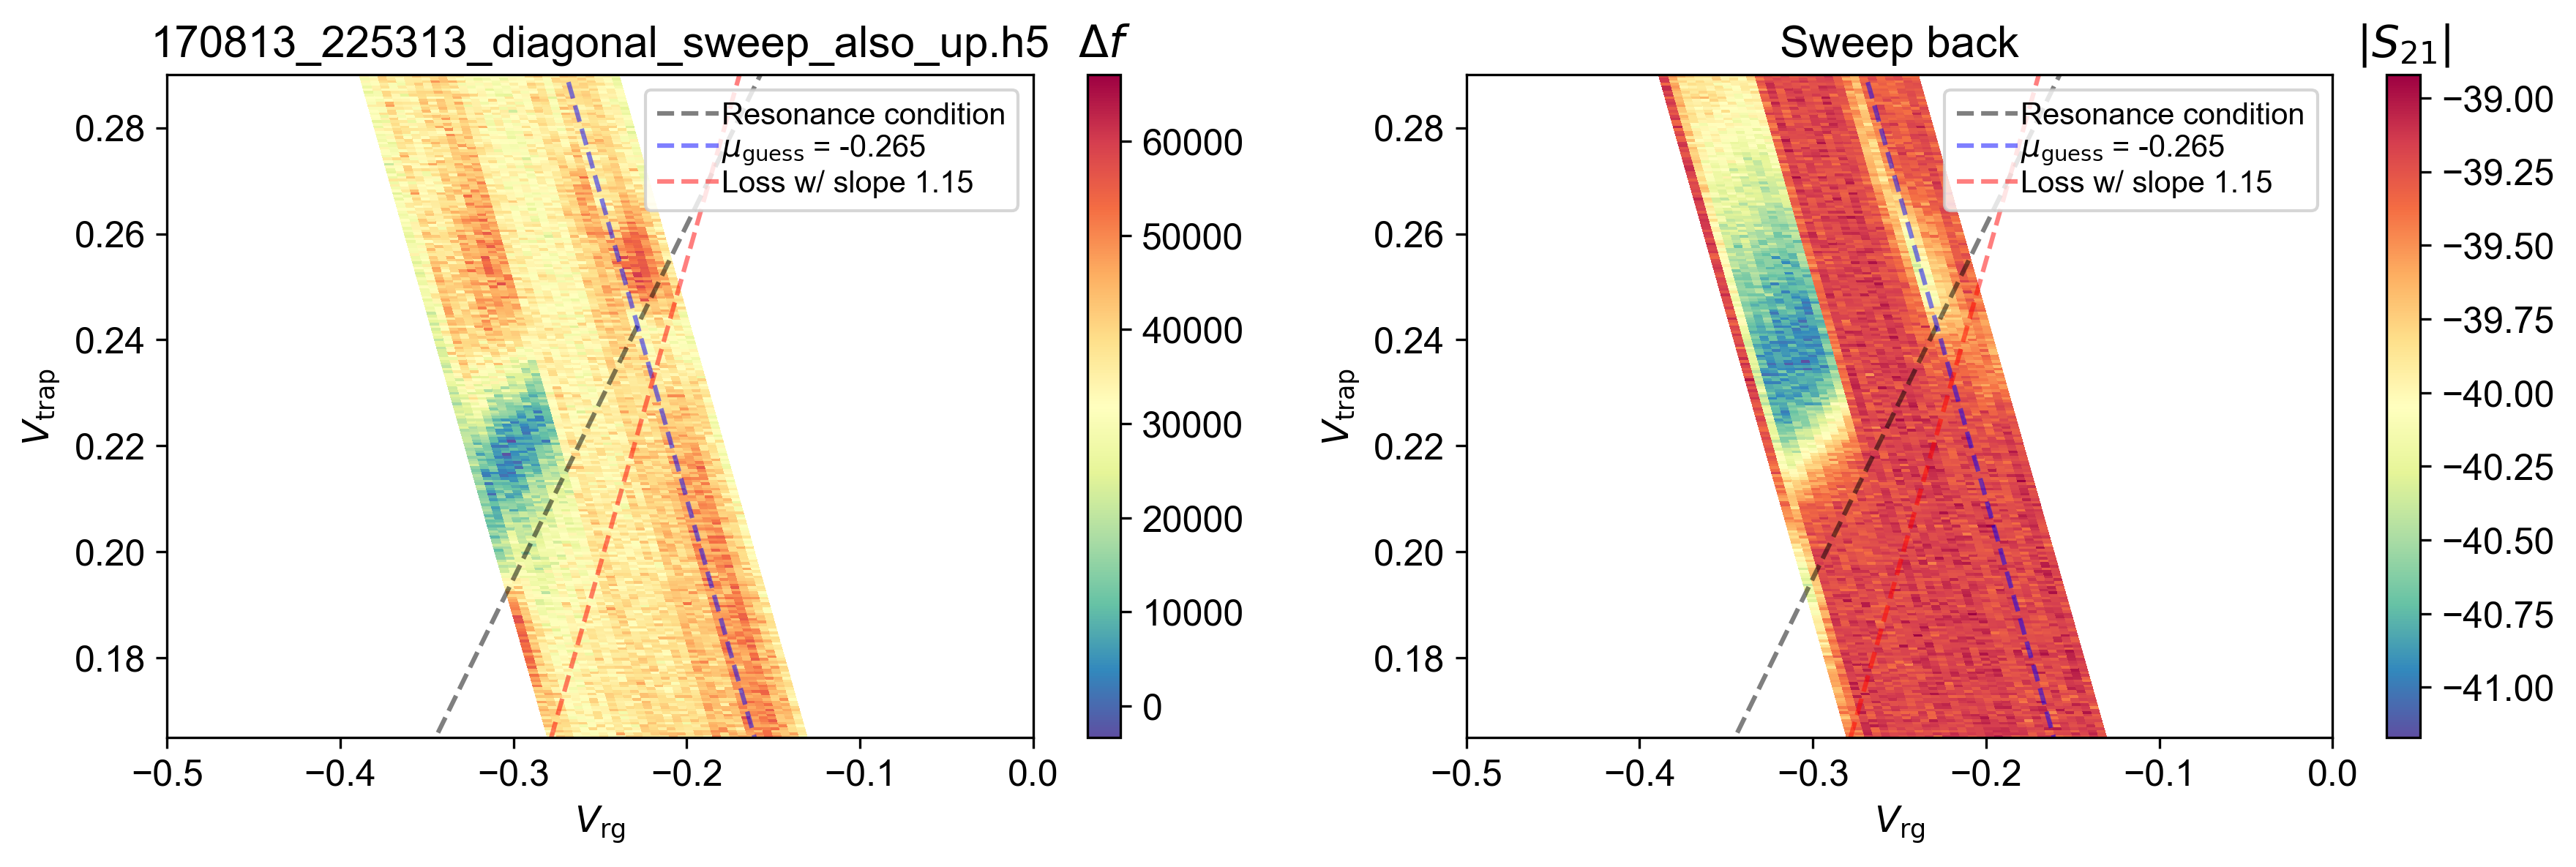 170813_225313_diagonal_sweep_also_up.h5
Δf
Resonance condition
μguess = -0.265
Loss w/ slope 1.15
0.28
0.26
0.24
0.22
0.20
0.18
Vtrap
−0.5
−0.4
−0.3
−0.2
−0.1
0.0
Vrg
60000
50000
40000
30000
20000
10000
0
Sweep back
|S21|
Resonance condition
μguess = -0.265
Loss w/ slope 1.15
0.28
0.26
0.24
0.22
0.20
0.18
Vtrap
−0.5
−0.4
−0.3
−0.2
−0.1
0.0
Vrg
−39.00
−39.25
−39.50
−39.75
−40.00
−40.25
−40.50
−40.75
−41.00